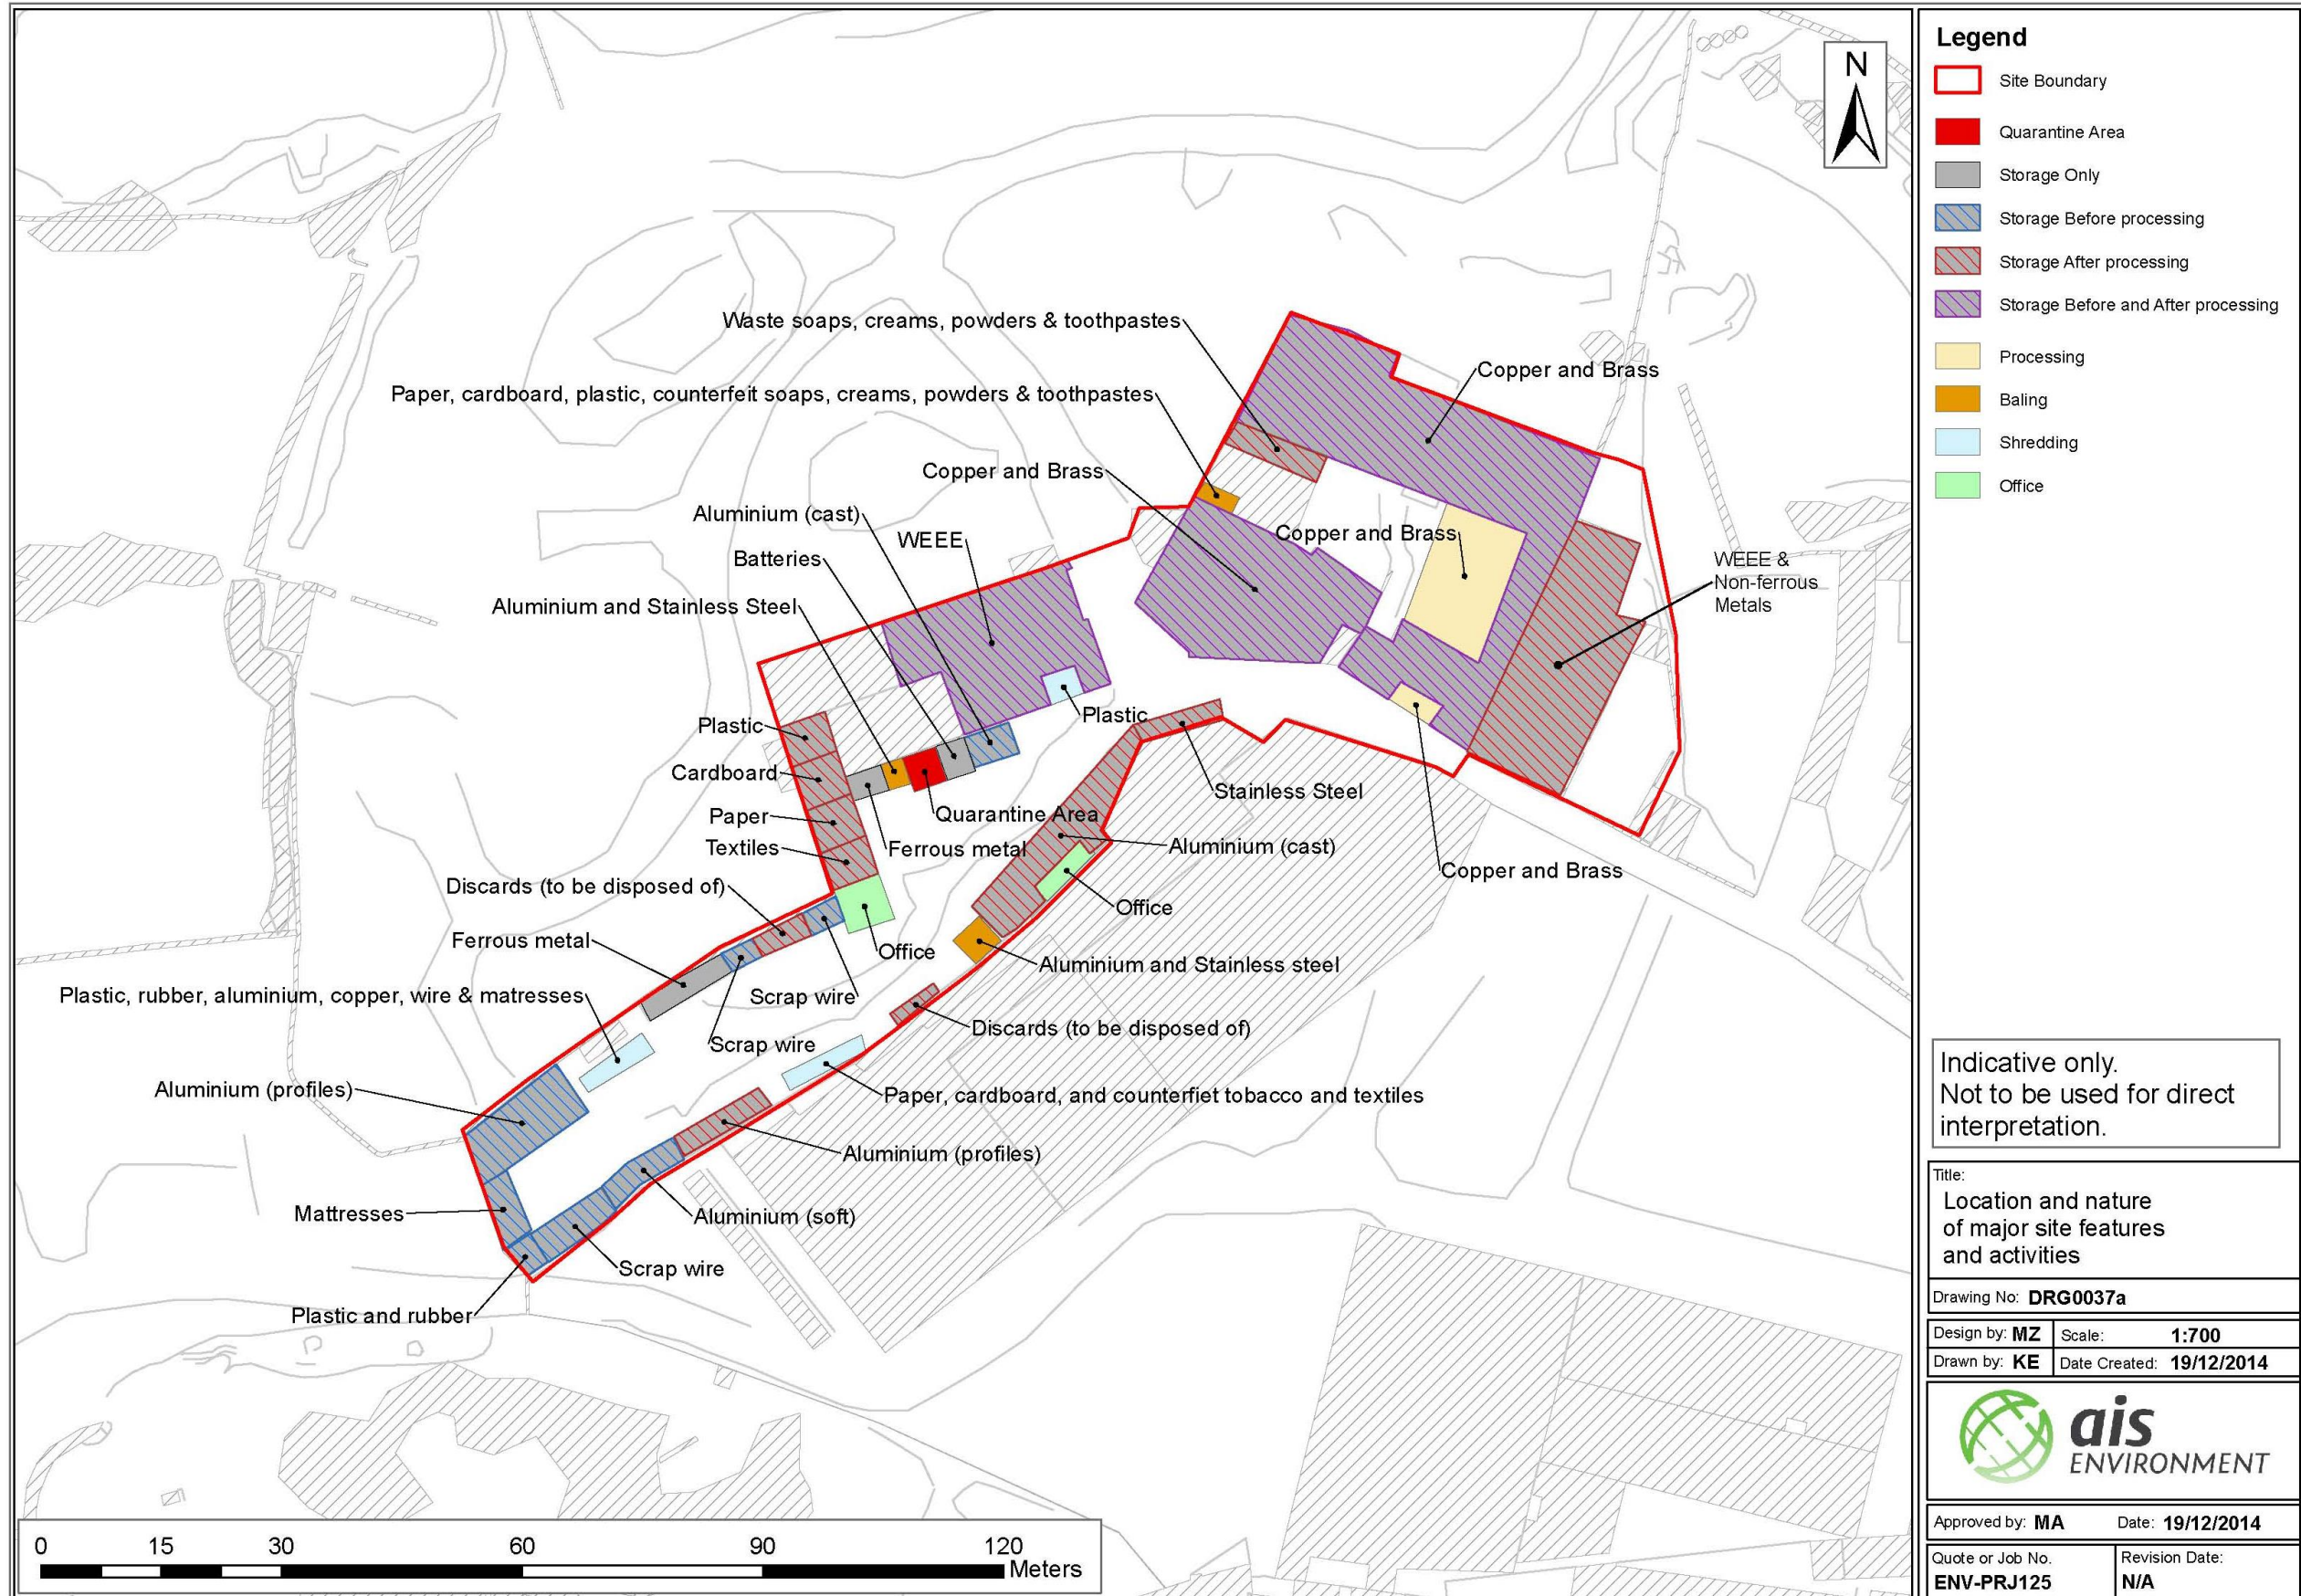 Waste soaps, creams, powders & toothpastes
Copper and Brass
Paper, cardboard, plastic, counterfeit soaps, creams, powders & toothpastes
Copper and Brass
Aluminium (cast)
WEEE
Copper and Brass
Batteries
WEEE &
Non-ferrous
Metals
Aluminium and Stainless Steel
Plastic
Plastic
Cardboard
Stainless Steel
Paper
Quarantine Area
Textiles
Ferrous metal
Aluminium (cast)
Copper and Brass
Discards (to be disposed of)
Office
Ferrous metal
Office
Aluminium and Stainless steel
Plastic, rubber, aluminium, copper, wire & matresses
Scrap wire
Discards (to be disposed of)
Scrap wire
Aluminium (profiles)
Paper, cardboard, and counterfiet tobacco and textiles
Aluminium (profiles)
Mattresses
Aluminium (soft)
Scrap wire
Plastic and rubber
0 15 30 60 90 120
Meters
N
Legend
Site Boundary
Quarantine Area
Storage Only
Storage Before processing
Storage After processing
Storage Before and After processing
Processing
Baling
Shredding
Office
Indicative only.
Not to be used for direct
interpretation.
Title:
Location and nature
of major site features
and activities
Drawing No: DRG0037a
Design by: MZ Scale: 1:700
Drawn by: KE Date Created: 19/12/2014
ais
ENVIRONMENT
Approved by: MA Date: 19/12/2014
Quote or Job No. Revision Date:
ENV-PRJ125 N/A